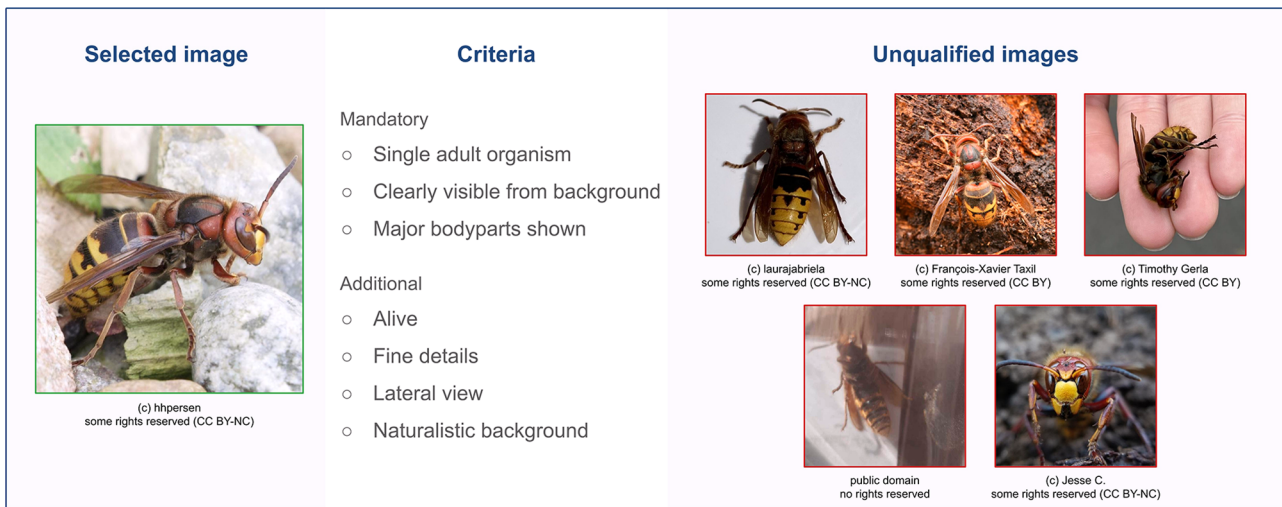 Selected image
Criteria
Unqualified images
Mandatory
○ Single adult organism
○ Clearly visible from background
○ Major bodyparts shown
Additional
○ Alive
○ Fine details
○ Lateral view
○ Naturalistic background
(c) hhpersen
some rights reserved (CC BY-NC)
(c) laurajabriela
some rights reserved (CC BY-NC)
(c) François-Xavier Taxil
some rights reserved (CC BY)
(c) Timothy Gerla
some rights reserved (CC BY)
public domain
no rights reserved
(c) Jesse C.
some rights reserved (CC BY-NC)